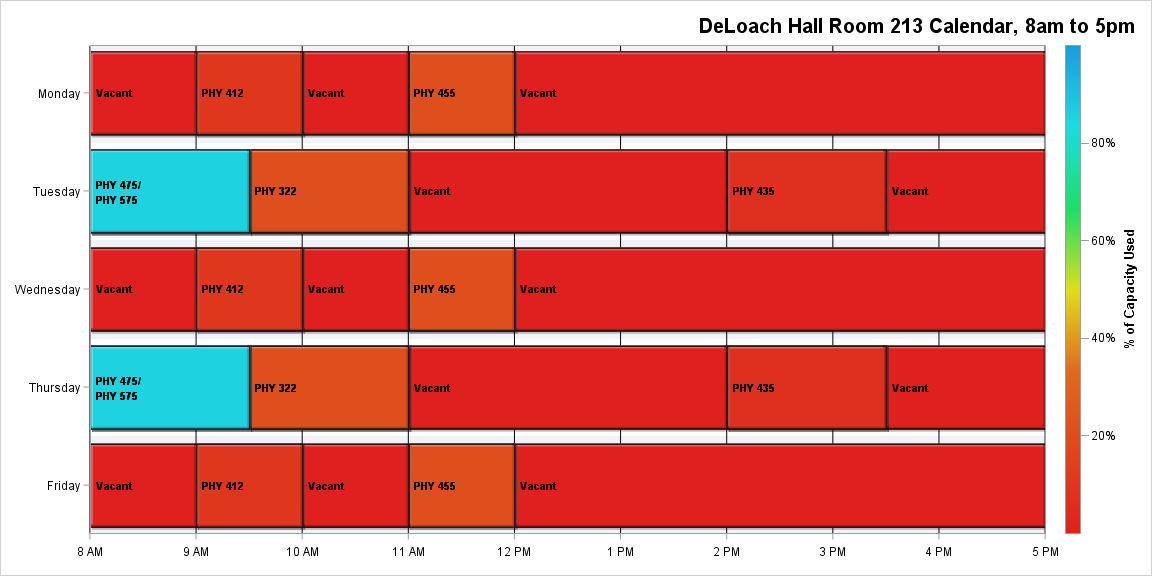 DeLoach Hall Room 213 Calendar, 8am to 5pm
Monday
Vacant
PHY 412
Vacant
PHY 455
Vacant
Tuesday
PHY 475/
PHY 575
PHY 322
Vacant
PHY 435
Vacant
Wednesday
Vacant
PHY 412
Vacant
PHY 455
Vacant
Thursday
PHY 475/
PHY 575
PHY 322
Vacant
PHY 435
Vacant
Friday
Vacant
PHY 412
Vacant
PHY 455
Vacant
8 AM
9 AM
10 AM
11 AM
12 PM
1 PM
2 PM
3 PM
4 PM
5 PM
80%
60%
40%
20%
% of Capacity Used